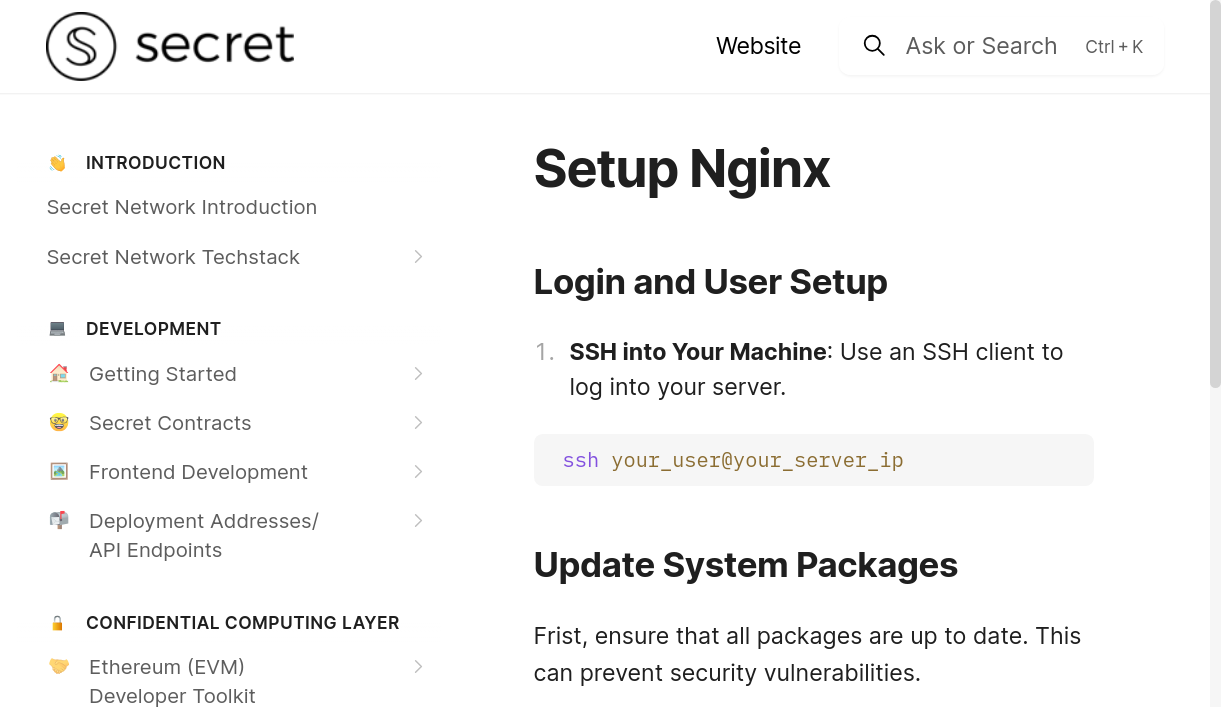 secret
Website
Ask or Search Ctrl + K
INTRODUCTION
Secret Network Introduction
Secret Network Techstack
DEVELOPMENT
Getting Started
Secret Contracts
Frontend Development
Deployment Addresses/
API Endpoints
CONFIDENTIAL COMPUTING LAYER
Ethereum (EVM)
Developer Toolkit
Setup Nginx
Login and User Setup
1. SSH into Your Machine: Use an SSH client to
log into your server.
ssh your_user@your_server_ip
Update System Packages
Frist, ensure that all packages are up to date. This
can prevent security vulnerabilities.